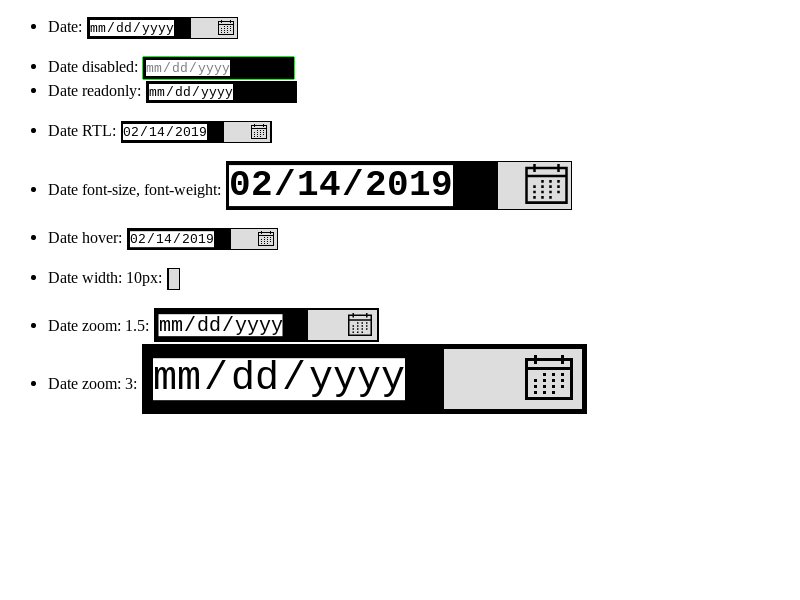 Date: mm/dd/yyyy
Date disabled: mm/dd/yyyy
Date readonly: mm/dd/yyyy
Date RTL: 02/14/2019
Date font-size, font-weight: 02/14/2019
Date hover: 02/14/2019
Date width: 10px:
Date zoom: 1.5: mm/dd/yyyy
Date zoom: 3: mm/dd/yyyy